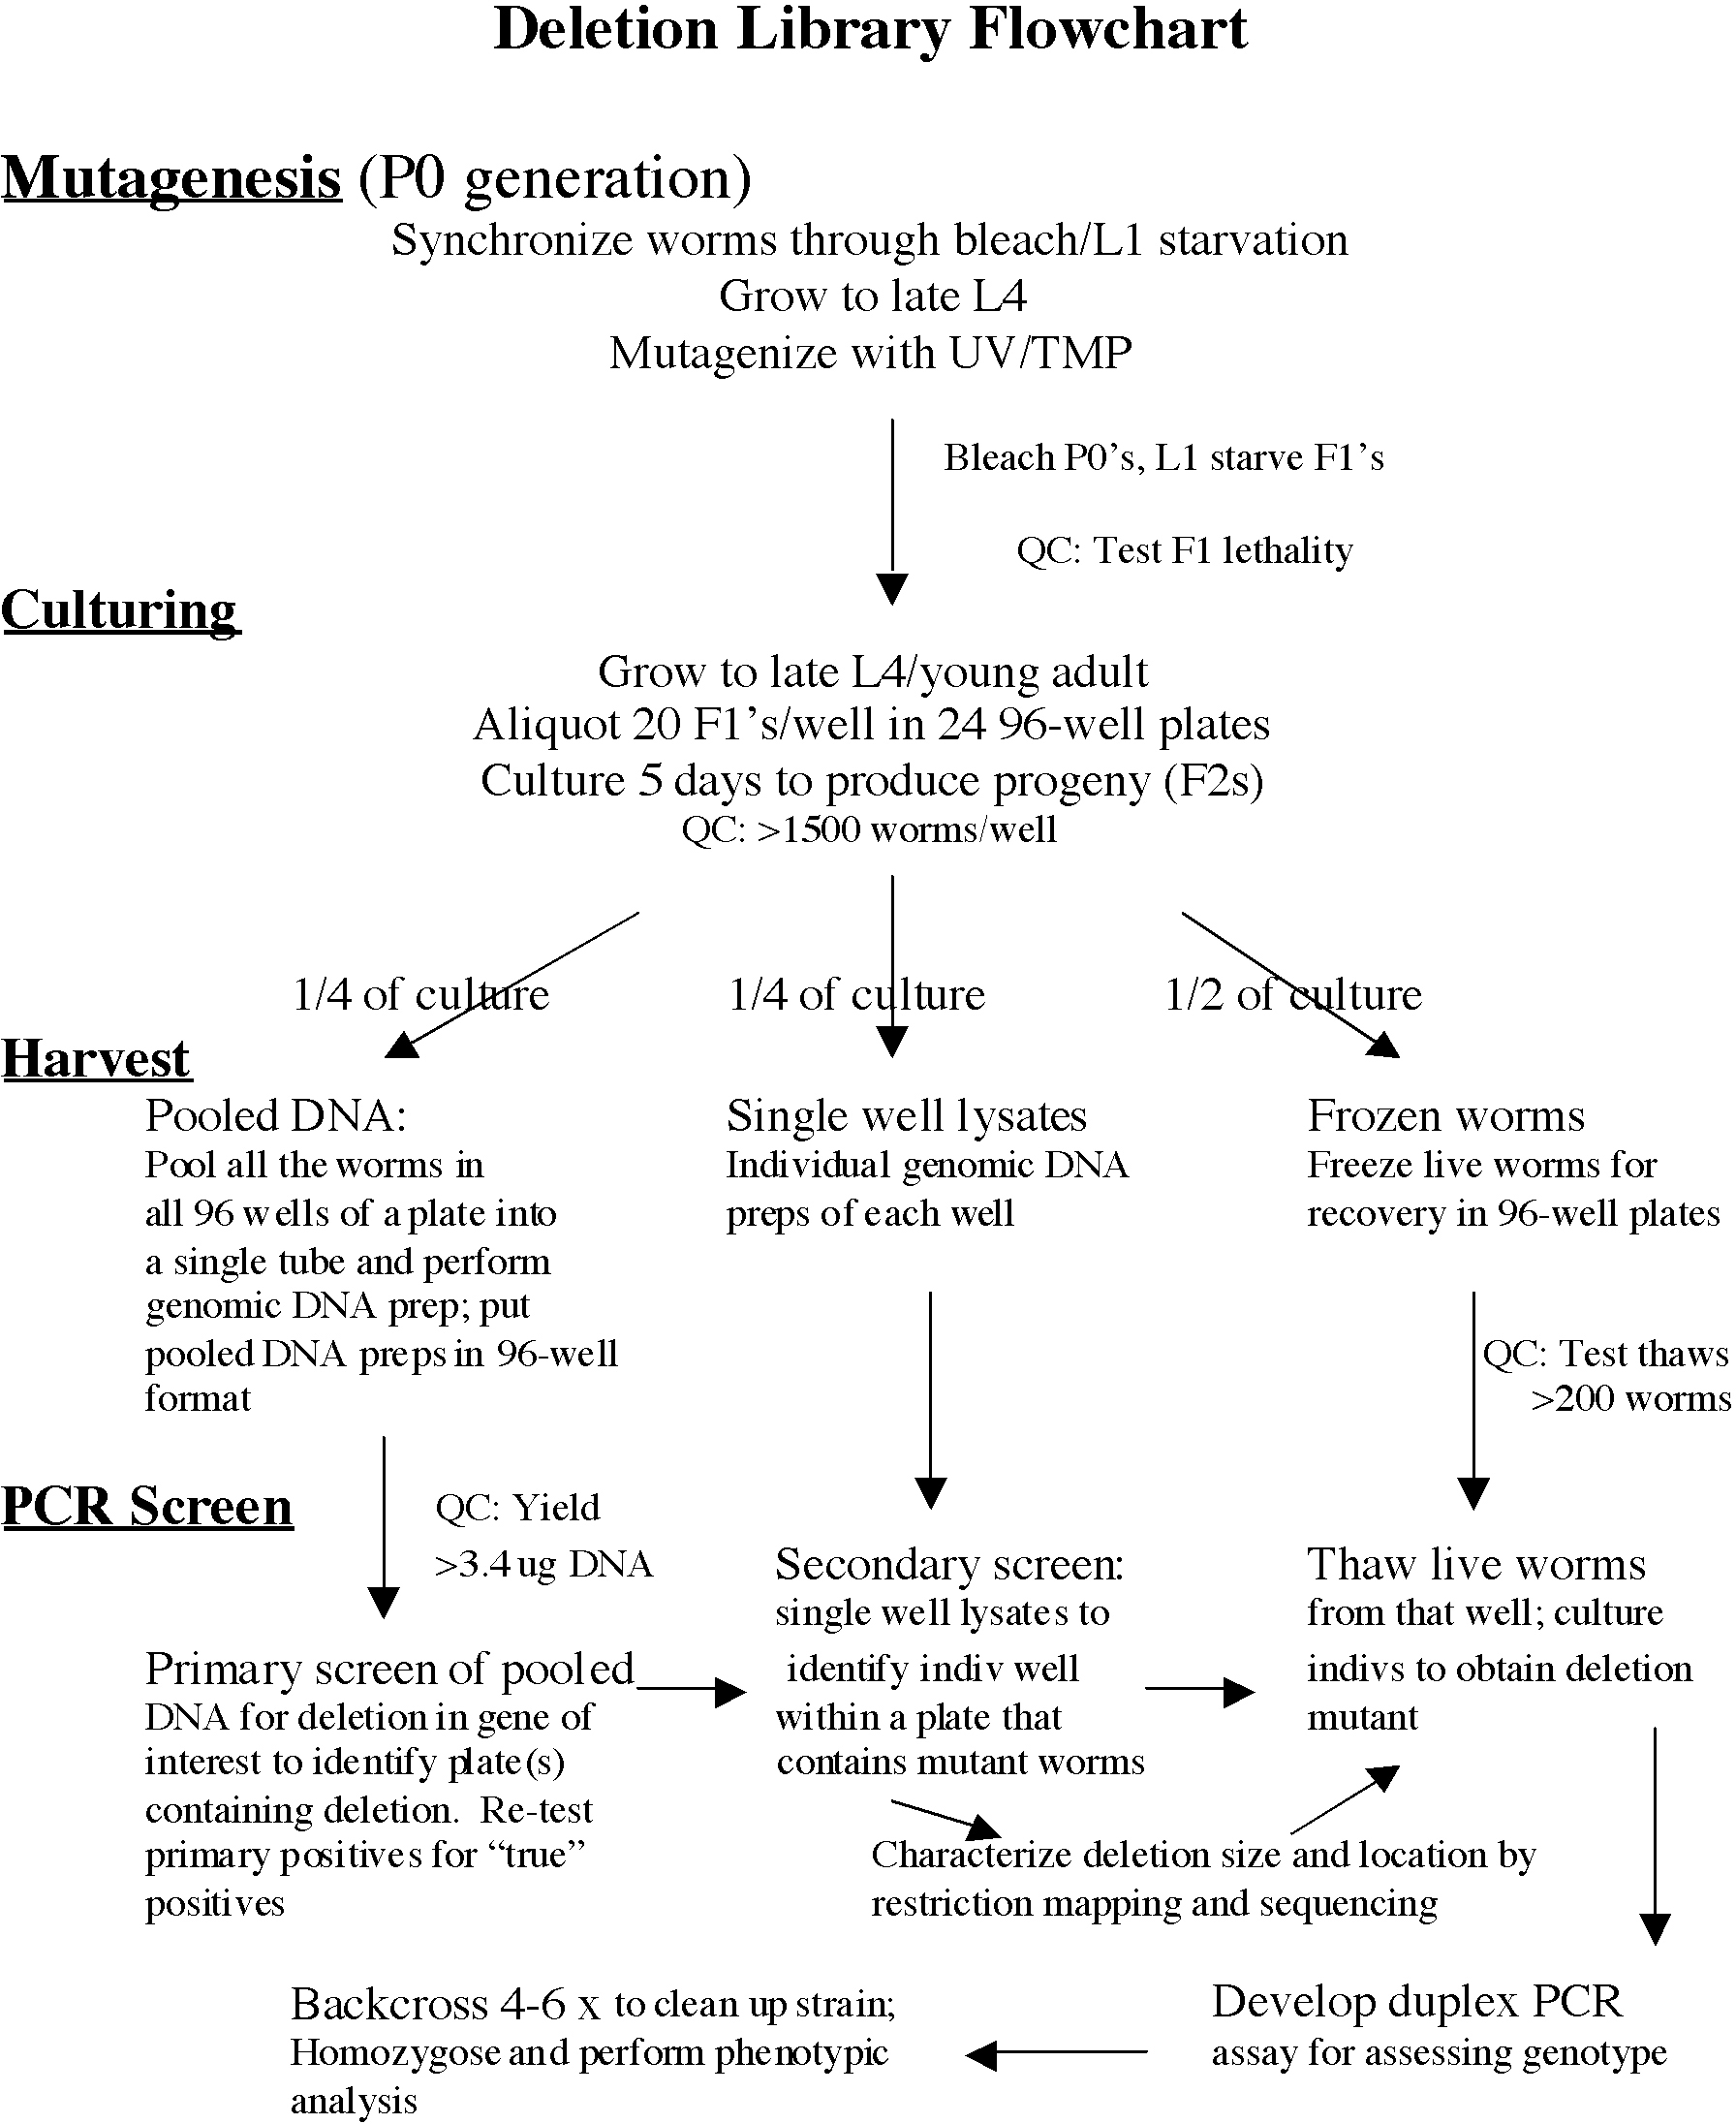 Deletion Library Flowchart
Mutagenesis (P0 generation)
Synchronize worms through bleach/L1 starvation
Grow to late L4
Mutagenize with UV/TMP
Bleach P0’s, L1 starve F1’s
QC: Test F1 lethality
Culturing
Grow to late L4/young adult
Aliquot 20 F1’s/well in 24 96-well plates
Culture 5 days to produce progeny (F2s)
QC: >1500 worms/well
1/4 of culture
1/4 of culture
1/2 of culture
Harvest
Pooled DNA:
Pool all the worms in
all 96 wells of a plate into
a single tube and perform
genomic DNA prep; put
pooled DNA preps in 96-well
format
Single well lysates
Individual genomic DNA
preps of each well
Frozen worms
Freeze live worms for
recovery in 96-well plates
QC: Test thaws
>200 worms
PCR Screen
QC: Yield
>3.4 ug DNA
Primary screen of pooled
DNA for deletion in gene of
interest to identify plate(s)
containing deletion. Re-test
primary positives for “true”
positives
Secondary screen:
single well lysates to
identify indiv well
within a plate that
contains mutant worms
Thaw live worms
from that well; culture
indivs to obtain deletion
mutant
Characterize deletion size and location by
restriction mapping and sequencing
Develop duplex PCR
assay for assessing genotype
Backcross 4-6 x to clean up strain;
Homozygose and perform phenotypic
analysis